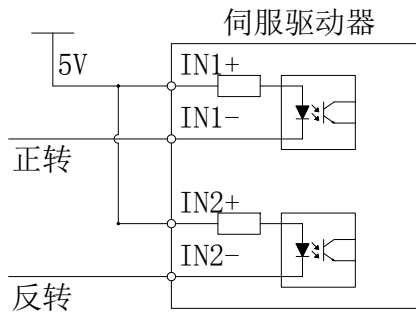 伺服驱动器
5V
IN1+
IN1-
正转
IN2+
IN2-
反转